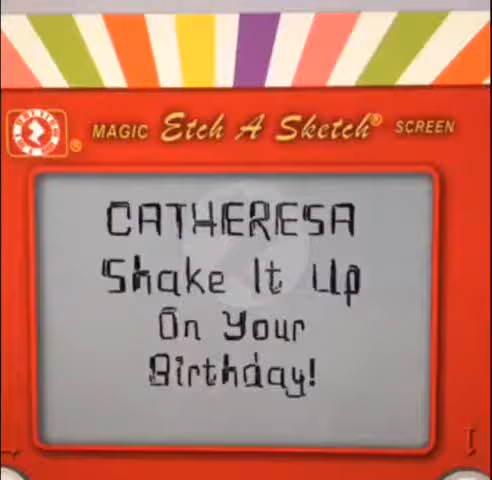 MAGIC Etch A Sketch® SCREEN
CATHERESA
Shake It Up
On Your
Birthday!